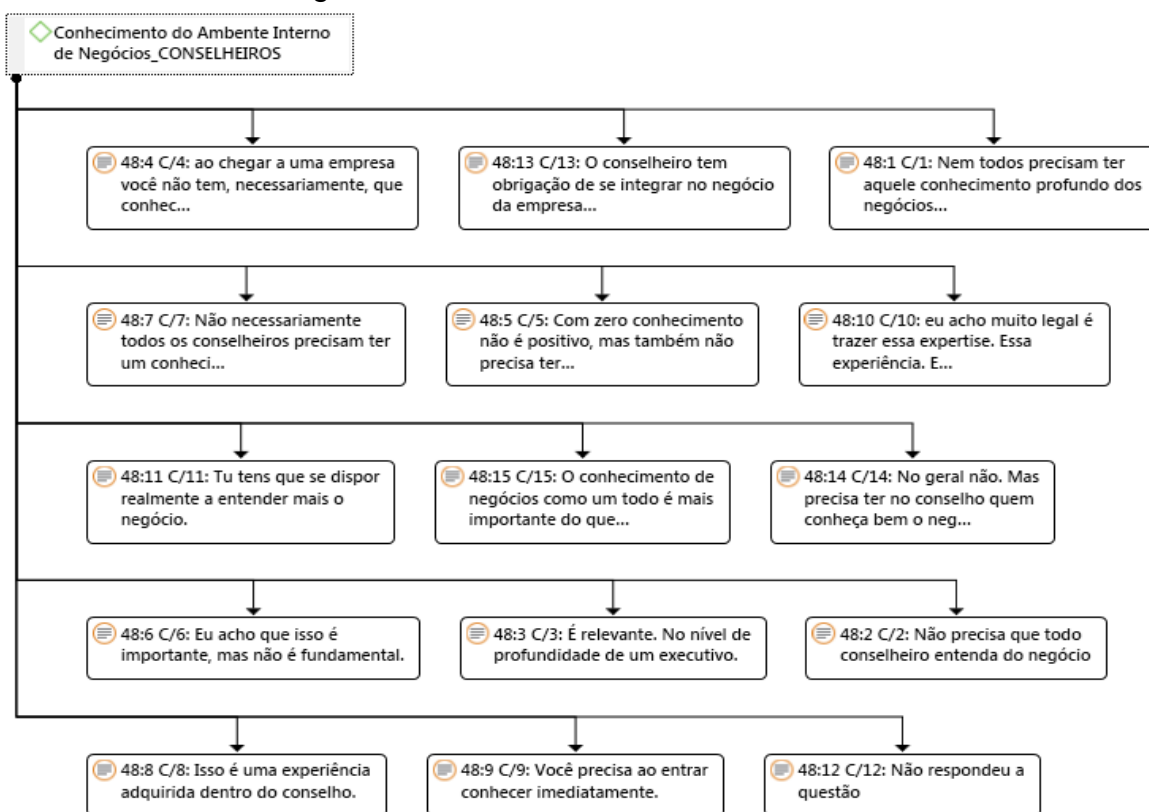 Conhecimento do Ambente Interno
de Negócios_CONSELHEIROS
48:4 C/4: ao chegar a uma empresa
você não tem, necessariamente, que
conhec...
48:13 C/13: O conselheiro tem
obrigação de se integrar no negócio
da empresa...
48:1 C/1: Nem todos precisam ter
aquele conhecimento profundo dos
negócios...
48:7 C/7: Não necessariamente
todos os conselheiros precisam ter
um conheci...
48:5 C/5: Com zero conhecimento
não é positivo, mas também não
precisa ter...
48:10 C/10: eu acho muito legal é
trazer essa expertise. Essa
experiência. E...
48:11 C/11: Tu tens que se dispor
realmente a entender mais o
negócio.
48:15 C/15: O conhecimento de
negócios como um todo é mais
importante do que...
48:14 C/14: No geral não. Mas
precisa ter no conselho quem
conheça bem o neg...
48:6 C/6: Eu acho que isso é
importante, mas não é fundamental.
48:3 C/3: É relevante. No nível de
profundidade de um executivo.
48:2 C/2: Não precisa que todo
conselheiro entenda do negócio
48:8 C/8: Isso é uma experiência
adquirida dentro do conselho.
48:9 C/9: Você precisa ao entrar
conhecer imediatamente.
48:12 C/12: Não respondeu a
questão